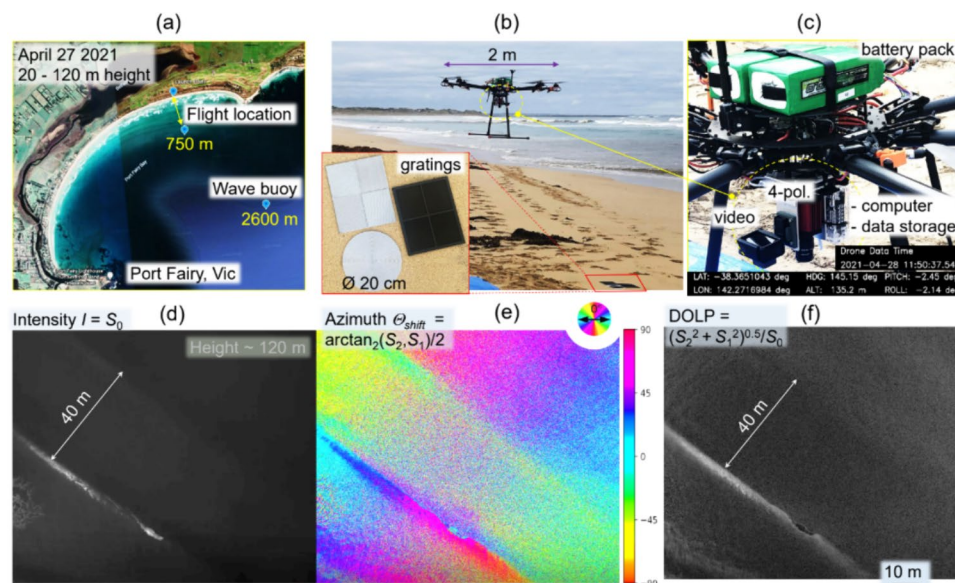 (a)
April 27 2021
20 - 120 m height
Flight location
750 m
Wave buoy
2600 m
Port Fairy, Vic
(b)
2 m
gratings
Ø 20 cm
(c)
battery pack
4-pol.
video
- computer
- data storage
Drone Data Time
2021-04-28 11:50:37.54
LAT: -38.3651043 deg HDG: 145.15 deg PITCH: -2.45 deg
LON: 142.2716984 deg ALT: 135.2 m ROLL: -2.14 deg
Intensity I = S₀
(d)
Height ~ 120 m
40 m
Azimuth Θshift =
(e)
arctan₂(S₂,S₁)/2
0
90
45
0
−45
−90
DOLP =
(f)
(S₂² + S₁²)^0.5/S₀
40 m
10 m